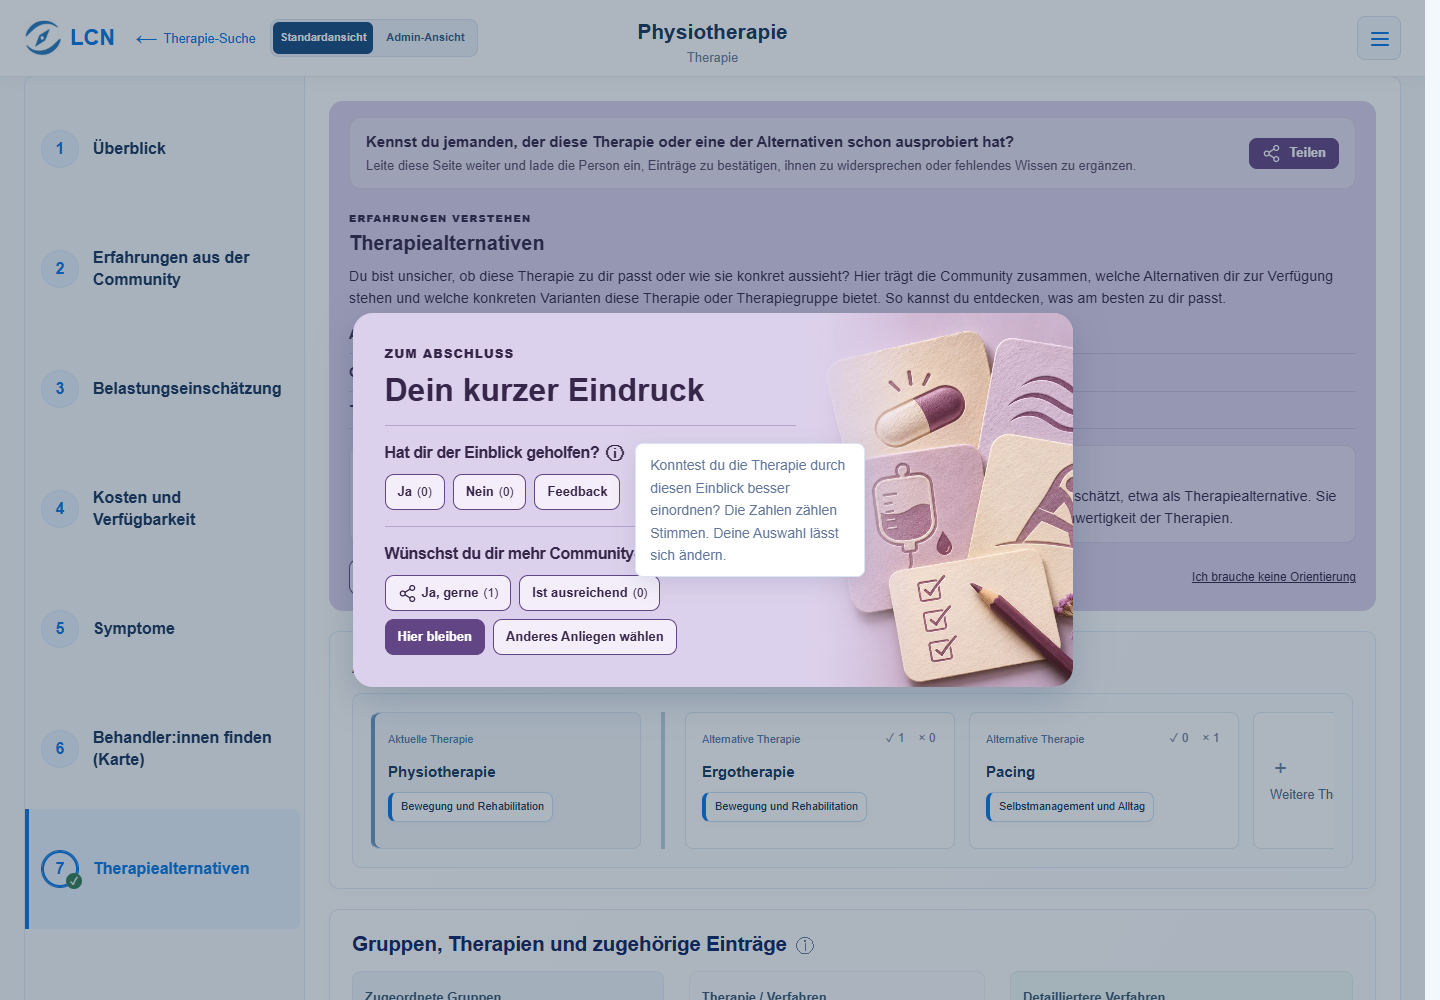 LCN
Therapie-Suche
Standardansicht
Admin-Ansicht
Physiotherapie
Therapie
1
Überblick
2
Erfahrungen aus der
Community
3
Belastungseinschätzung
4
Kosten und
Verfügbarkeit
5
Symptome
6
Behandler:innen finden
(Karte)
7
Therapiealternativen
Kennst du jemanden, der diese Therapie oder eine der Alternativen schon ausprobiert hat?
Leite diese Seite weiter und lade die Person ein, Einträge zu bestätigen, ihnen zu widersprechen oder fehlendes Wissen zu ergänzen.
Teilen
ERFAHRUNGEN VERSTEHEN
Therapiealternativen
Du bist unsicher, ob diese Therapie zu dir passt oder wie sie konkret aussieht? Hier trägt die Community zusammen, welche Alternativen dir zur Verfügung
stehen und welche konkreten Varianten diese Therapie oder Therapiegruppe bietet. So kannst du entdecken, was am besten zu dir passt.
ZUM ABSCHLUSS
Dein kurzer Eindruck
Hat dir der Einblick geholfen?
Ja (0)
Nein (0)
Feedback
Konntest du die Therapie durch
diesen Einblick besser
einordnen? Die Zahlen zählen
Stimmen. Deine Auswahl lässt
sich ändern.
Wünschst du dir mehr Community
Ja, gerne (1)
Ist ausreichend (0)
Hier bleiben
Anderes Anliegen wählen
schätzt, etwa als Therapiealternative. Sie
wertigkeit der Therapien.
Ich brauche keine Orientierung
Aktuelle Therapie
Physiotherapie
Bewegung und Rehabilitation
Alternative Therapie
✓ 1 × 0
Ergotherapie
Bewegung und Rehabilitation
Alternative Therapie
✓ 0 × 1
Pacing
Selbstmanagement und Alltag
+
Weitere Th
Gruppen, Therapien und zugehörige Einträge
Zugeordnete Gruppen
Therapie / Verfahren
Detailliertere Verfahren